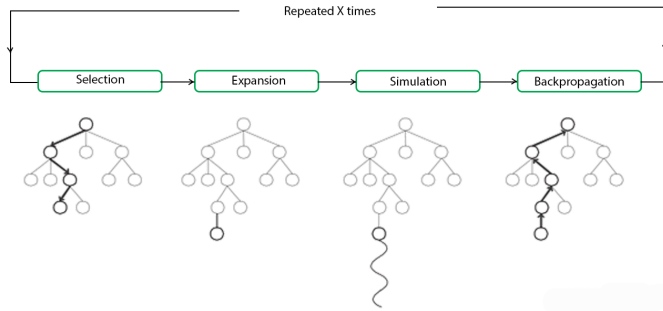 Repeated X times
Selection
Expansion
Simulation
Backpropagation